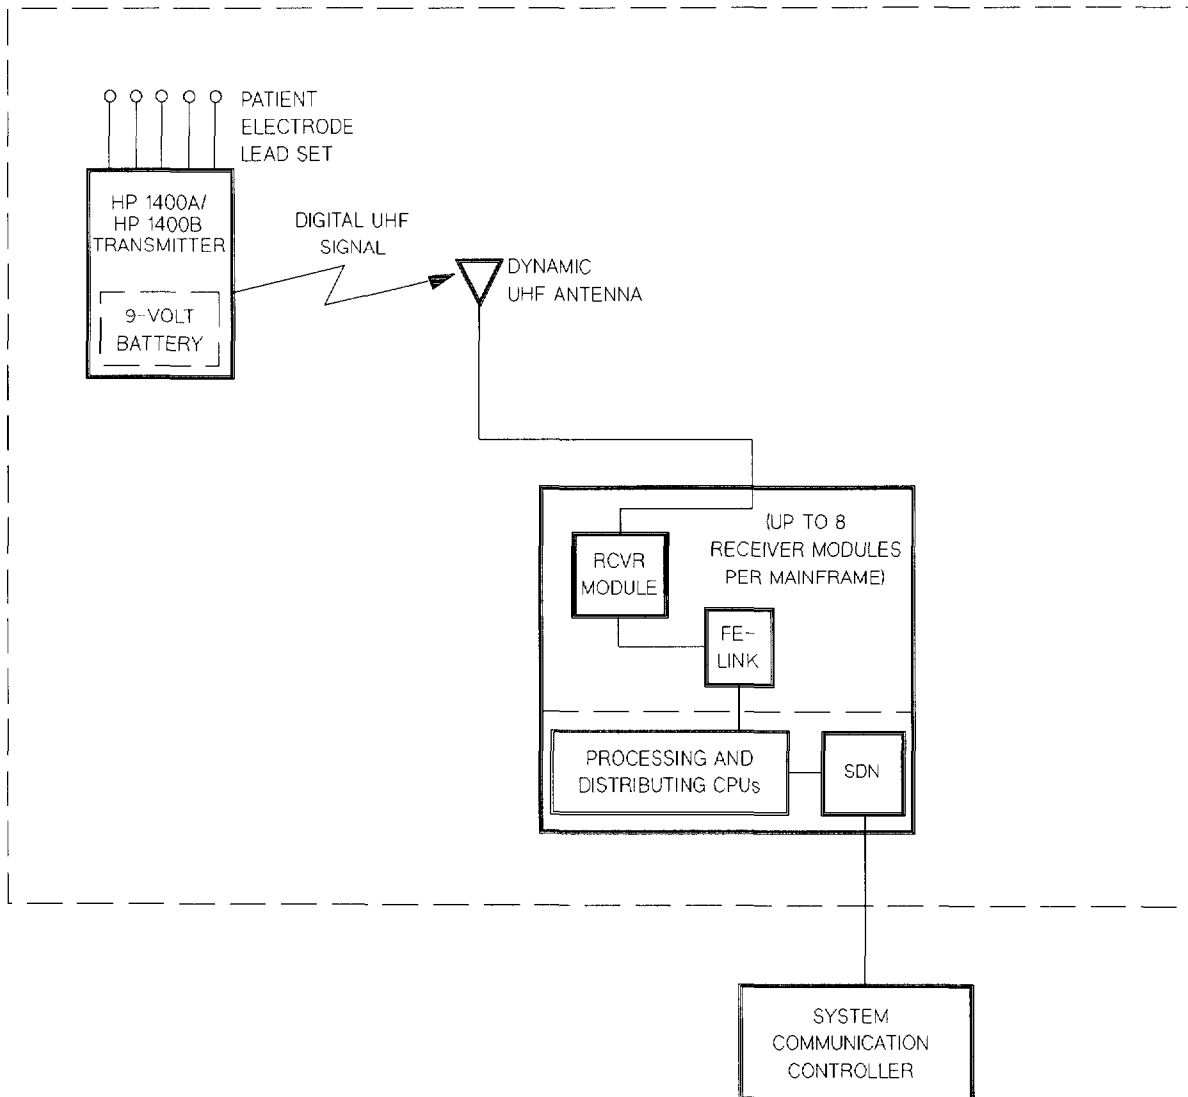 PATIENT
ELECTRODE
LEAD SET
HP 1400A/
HP 1400B
TRANSMITTER
9-VOLT
BATTERY
DIGITAL UHF
SIGNAL
DYNAMIC
UHF ANTENNA
(UP TO 8
RECEIVER MODULES
PER MAINFRAME)
RCVR
MODULE
FE-
LINK
PROCESSING AND
DISTRIBUTING CPUs
SDN
SYSTEM
COMMUNICATION
CONTROLLER